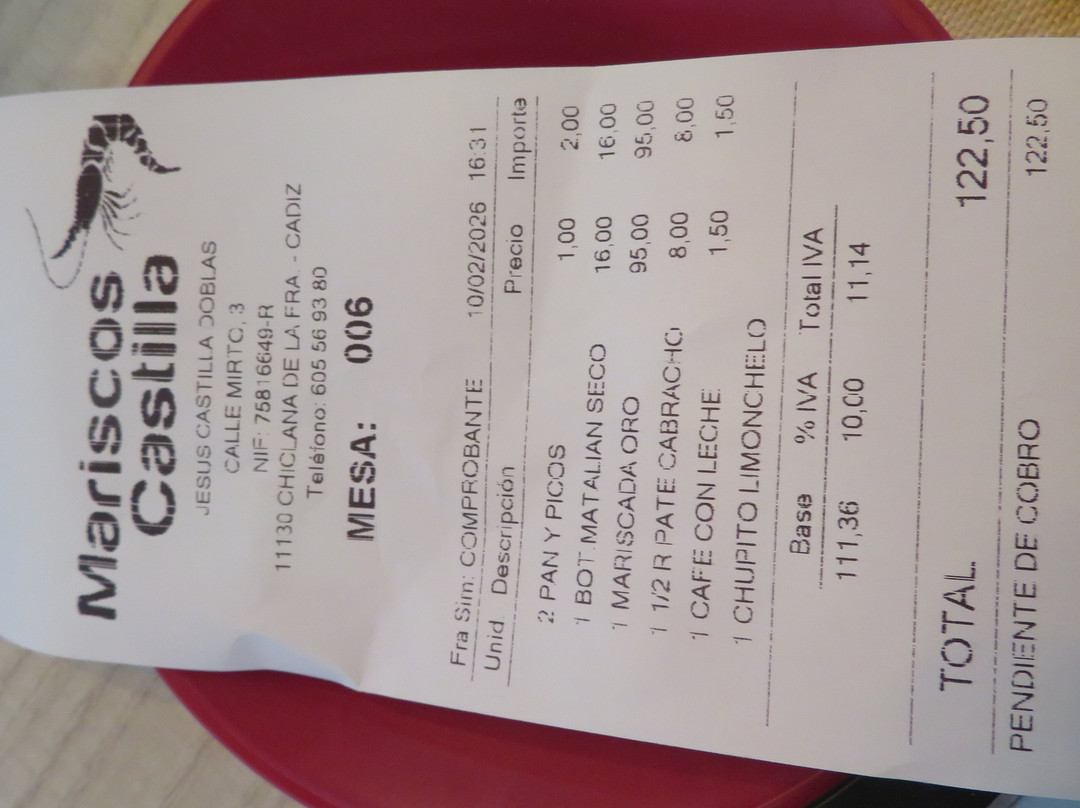 Mariscos
Castilla
JESUS CASTILLA DOBLAS
CALLE MIRTO, 3
NIF: 75816649-R
11130 CHICLANA DE LA FRA. - CADIZ
Teléfono: 605 56 93 80
MESA: 006
Fra Sim: COMPROBANTE 10/02/2026 16:31
Unid Descripción Precio Importe
2 PAN Y PICOS 1,00 2,00
1 BOT.MATALIAN SECO 16,00 16,00
1 MARISCADA ORO 95,00 95,00
1 1/2 R PATE CABRACHO 8,00 8,00
1 CAFE CON LECHE 1,50 1,50
1 CHUPITO LIMONCHELO
Base % IVA Total IVA
111,36 10,00 11,14
TOTAL 122,50
PENDIENTE DE COBRO 122,50